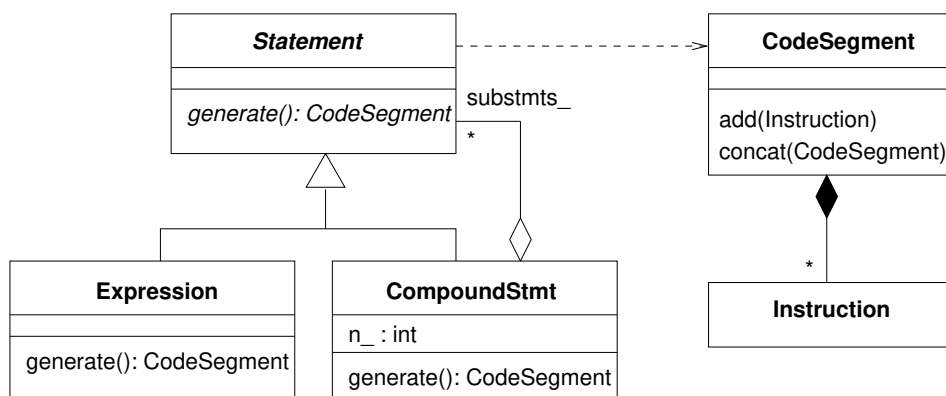 Statement
generate(): CodeSegment
substmts_
*
CodeSegment
add(Instruction)
concat(CodeSegment)
*
Expression
generate(): CodeSegment
CompoundStmt
n_ : int
generate(): CodeSegment
Instruction